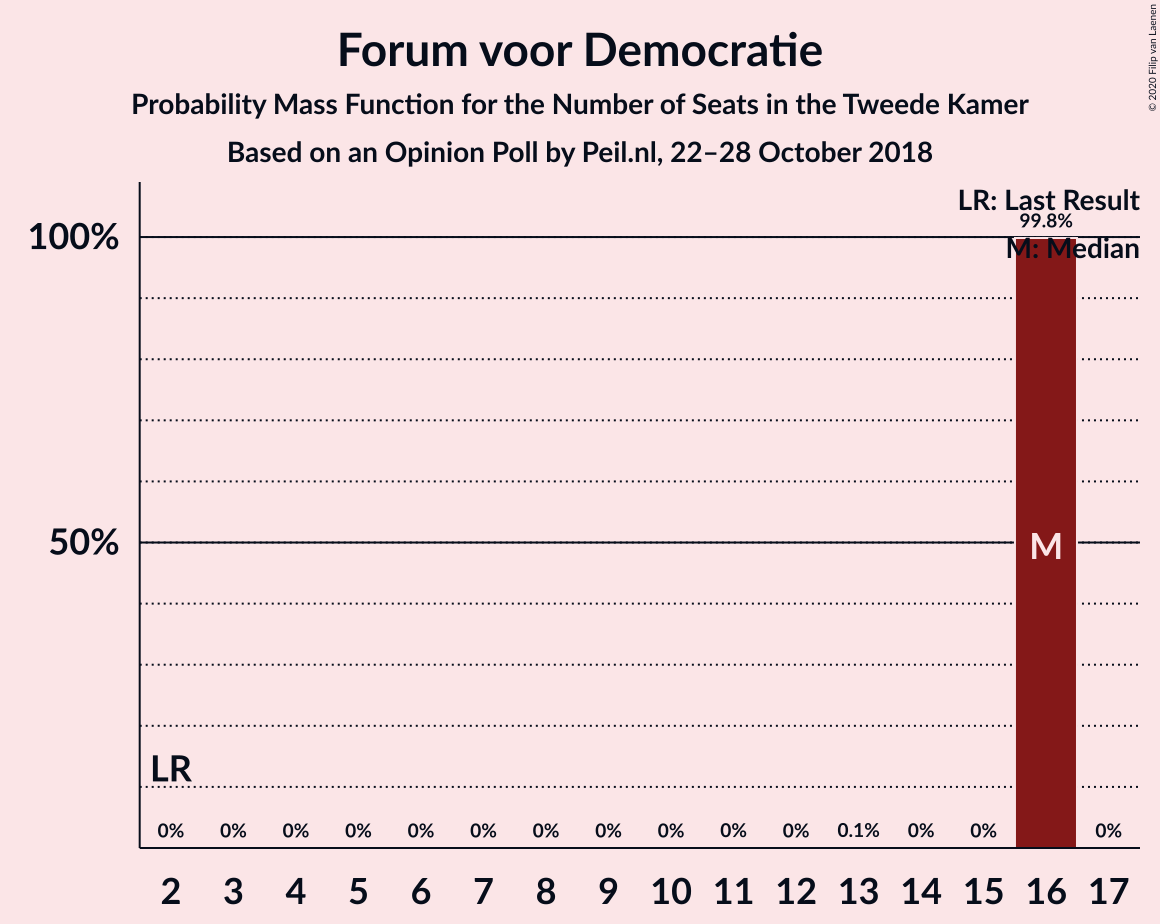 Forum voor Democratie
Probability Mass Function for the Number of Seats in the Tweede Kamer
Based on an Opinion Poll by Peil.nl, 22–28 October 2018
© 2020 Filip van Laenen
LR: Last Result
99.8%
100%
M: Median
50%
M
LR
0% 0% 0% 0% 0% 0% 0% 0% 0% 0% 0% 0.1% 0% 0% 0%
2 3 4 5 6 7 8 9 10 11 12 13 14 15 16 17